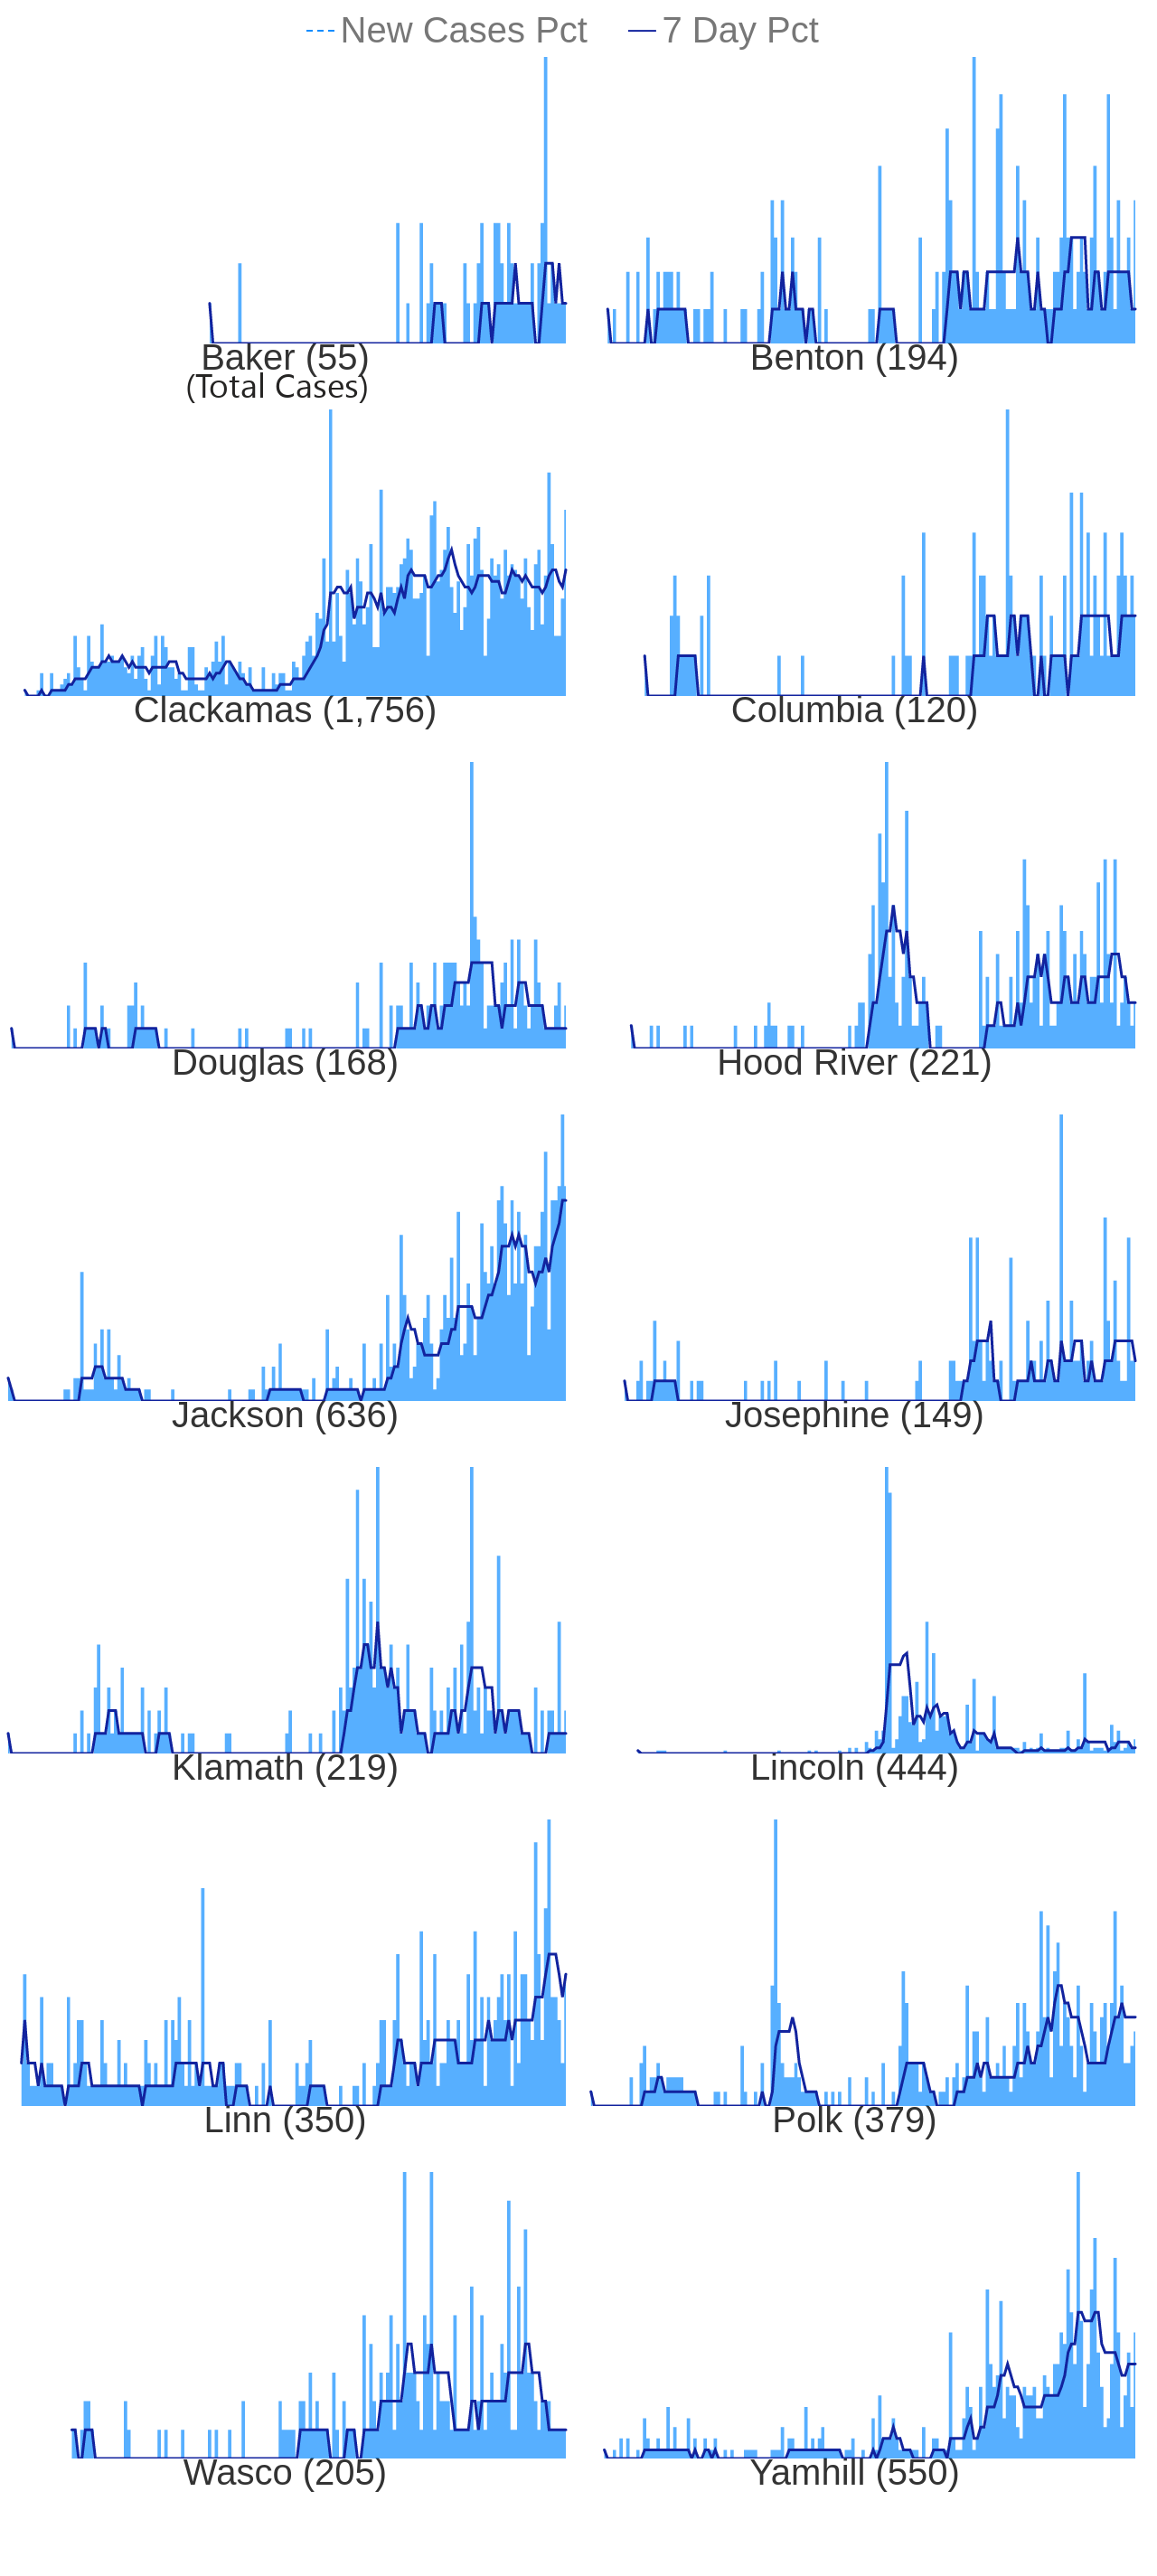 New Cases Pct 7 Day Pct
Baker (55) Benton (194)
(Total Cases)
Clackamas (1,756) Columbia (120)
Douglas (168) Hood River (221)
Jackson (636) Josephine (149)
Klamath (219) Lincoln (444)
Linn (350) Polk (379)
Wasco (205) Yamhill (550)